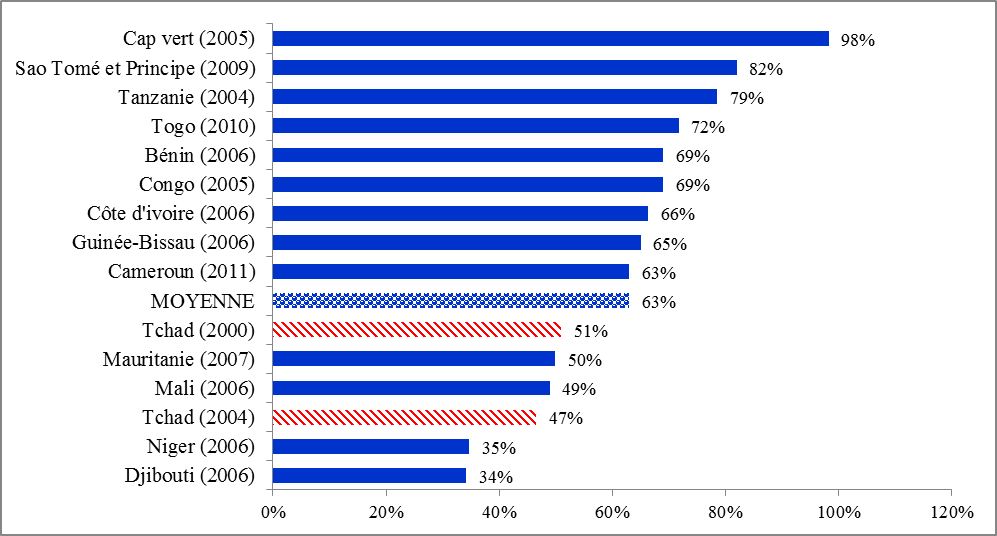 Cap vert (2005) 98%
Sao Tomé et Principe (2009) 82%
Tanzanie (2004) 79%
Togo (2010) 72%
Bénin (2006) 69%
Congo (2005) 69%
Côte d'ivoire (2006) 66%
Guinée-Bissau (2006) 65%
Cameroun (2011) 63%
MOYENNE 63%
Tchad (2000) 51%
Mauritanie (2007) 50%
Mali (2006) 49%
Tchad (2004) 47%
Niger (2006) 35%
Djibouti (2006) 34%
0% 20% 40% 60% 80% 100% 120%